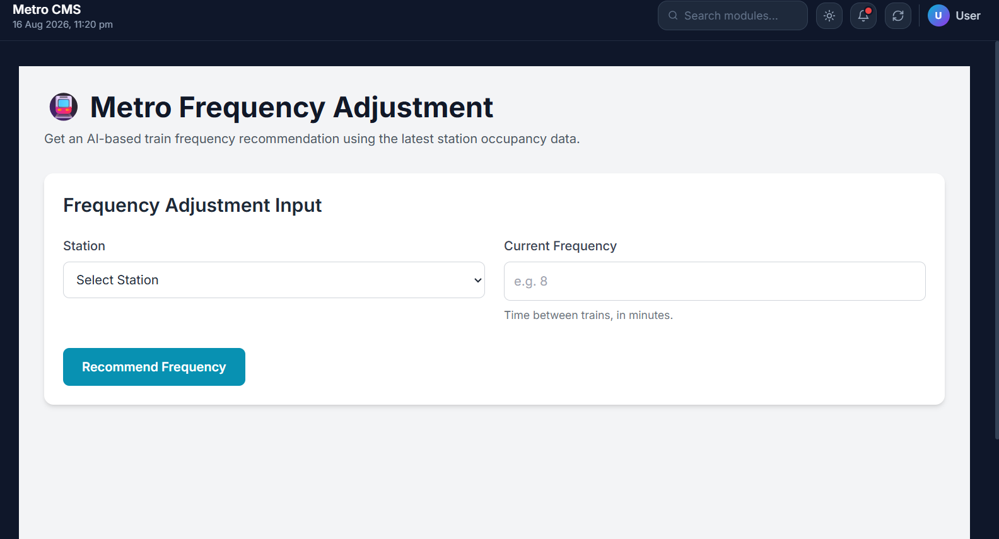 Metro CMS
16 Aug 2026, 11:20 pm
Search modules...
U
User
Metro Frequency Adjustment
Get an AI-based train frequency recommendation using the latest station occupancy data.
Frequency Adjustment Input
Station
Current Frequency
Select Station
e.g. 8
Time between trains, in minutes.
Recommend Frequency